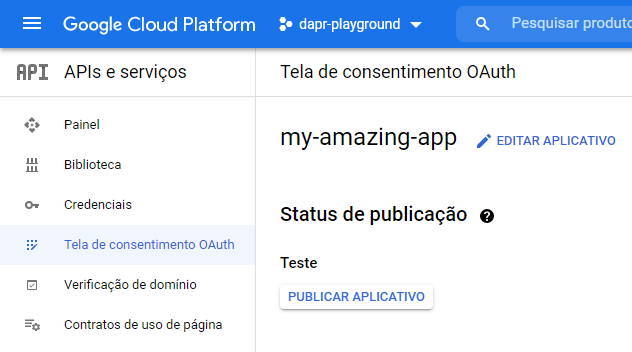 Google Cloud Platform dapr-playground Pesquisar produto
API APIs e serviços
Tela de consentimento OAuth
Painel
Biblioteca
Credenciais
Tela de consentimento OAuth
Verificação de domínio
Contratos de uso de página
my-amazing-app EDITAR APLICATIVO
Status de publicação ?
Teste
PUBLICAR APLICATIVO